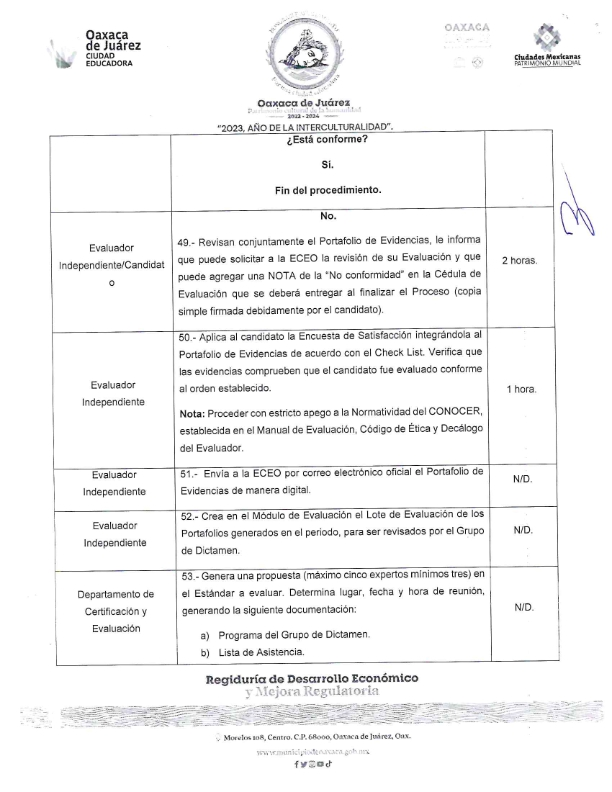 Oaxaca
de Juárez
CIUDAD
EDUCADORA
OAXACA
Ciudades Mexicanas
PATRIMONIO MUNDIAL
Oaxaca de Juárez
Patrimonio cultural de la humanidad
2022 - 2024
"2023, AÑO DE LA INTERCULTURALIDAD".
¿Está conforme?
Si.
Fin del procedimiento.
No.
Evaluador
Independiente/Candidat
o
49.- Revisan conjuntamente el Portafolio de Evidencias, le informa
que puede solicitar a la ECEO la revisión de su Evaluación y que
puede agregar una NOTA de la "No conformidad" en la Cédula de
Evaluación que se deberá entregar al finalizar el Proceso (copia
simple firmada debidamente por el candidato).
2 horas.
Evaluador
Independiente
50.- Aplica al candidato la Encuesta de Satisfacción integrándola al
Portafolio de Evidencias de acuerdo con el Check List. Verifica que
las evidencias comprueben que el candidato fue evaluado conforme
al orden establecido.
Nota: Proceder con estricto apego a la Normatividad del CONOCER,
establecida en el Manual de Evaluación, Código de Ética y Decálogo
del Evaluador.
1 hora.
Evaluador
Independiente
51.- Envía a la ECEO por correo electrónico oficial el Portafolio de
Evidencias de manera digital.
N/D.
Evaluador
Independiente
52.- Crea en el Módulo de Evaluación el Lote de Evaluación de los
Portafolios generados en el periodo, para ser revisados por el Grupo
de Dictamen.
N/D.
Departamento de
Certificación y
Evaluación
53.- Genera una propuesta (máximo cinco expertos mínimos tres) en
el Estándar a evaluar. Determina lugar, fecha y hora de reunión,
generando la siguiente documentación:
a) Programa del Grupo de Dictamen.
b) Lista de Asistencia.
N/D.
Regiduría de Desarrollo Económico
y Mejora Regulatoria
Morelos 108, Centro. C.P. 68000, Oaxaca de Juárez, Oax.
www.municipiodeoaxaca.gob.mx